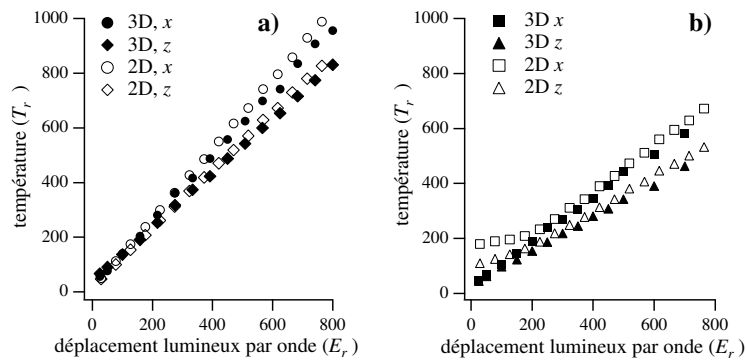 a)
3D, x
3D, z
2D, x
2D, z
1000
800
600
400
200
0
température (Tr)
0 200 400 600 800
déplacement lumineux par onde (Er)
b)
3D x
3D z
2D x
2D z
1000
800
600
400
200
0
température (Tr)
0 200 400 600 800
déplacement lumineux par onde (Er)